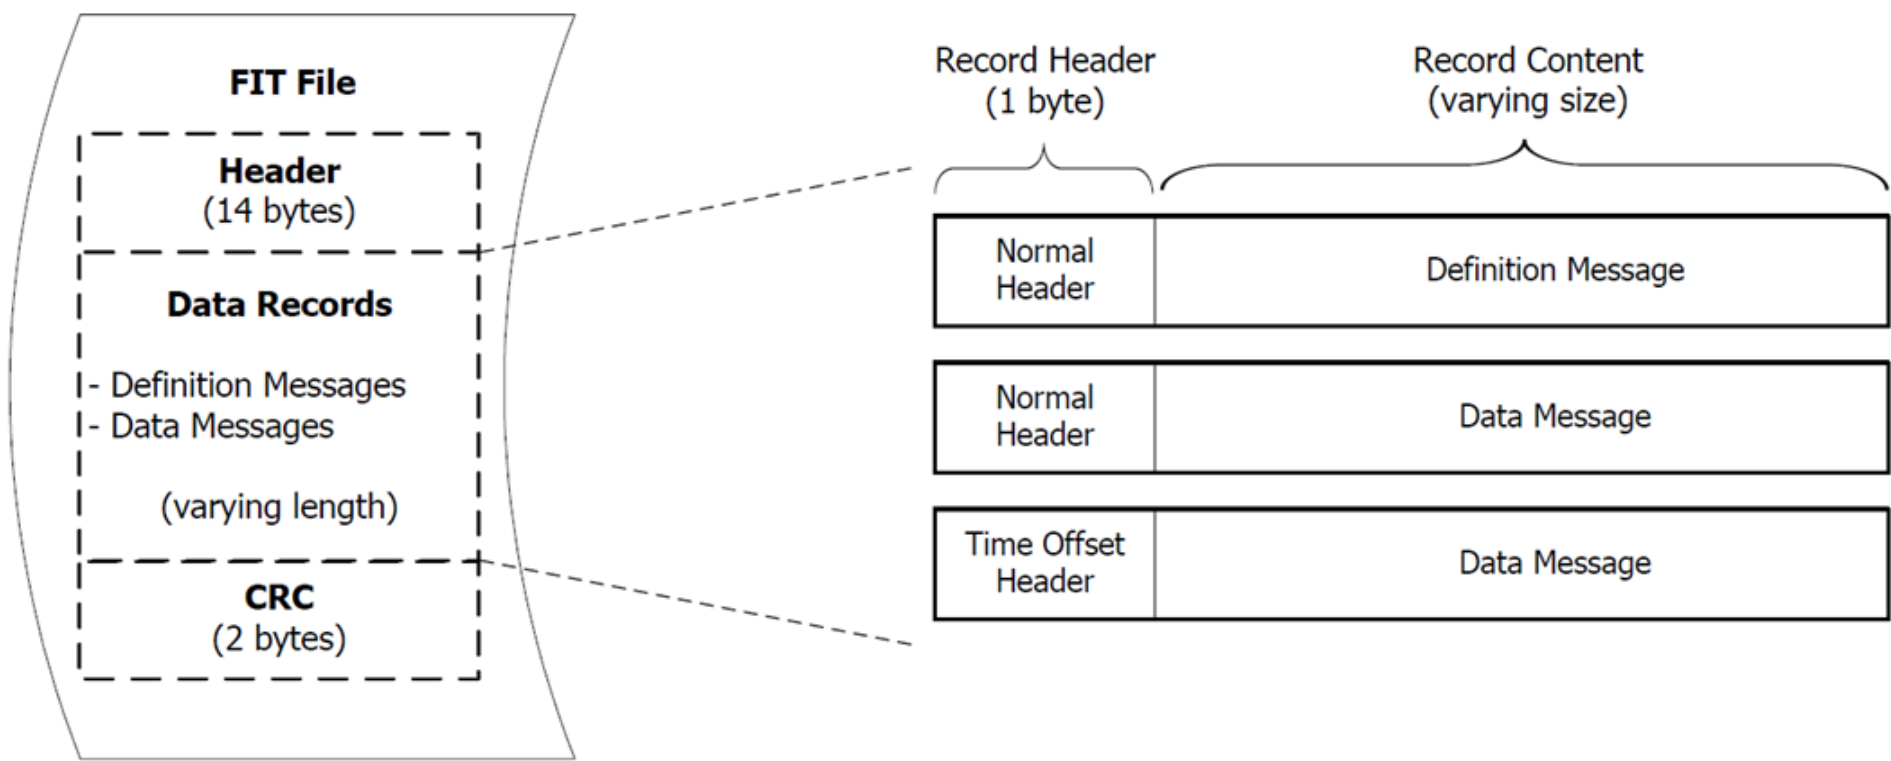 FIT File
Header
(14 bytes)
Data Records
- Definition Messages
- Data Messages
(varying length)
CRC
(2 bytes)
Record Header
(1 byte)
Record Content
(varying size)
Normal
Header
Definition Message
Normal
Header
Data Message
Time Offset
Header
Data Message